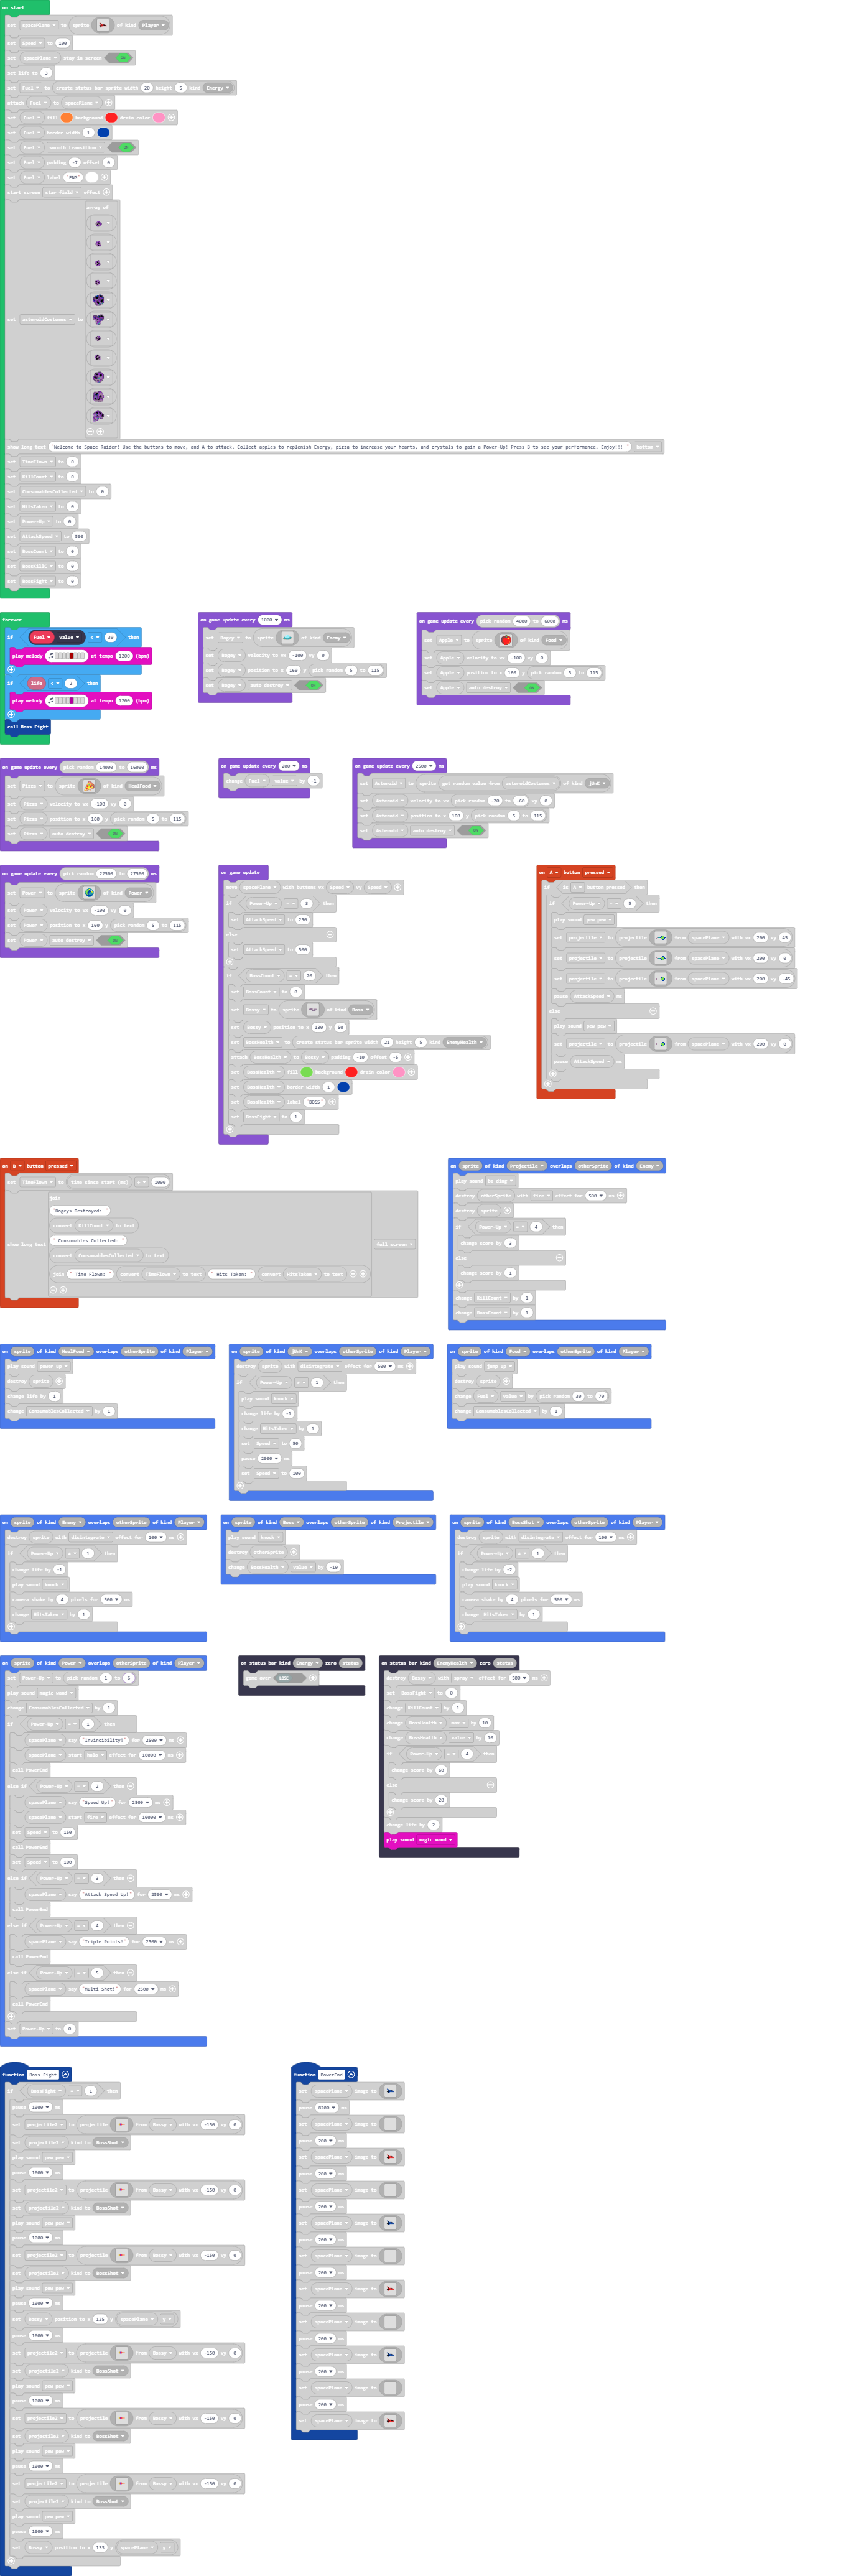 on start
set spacePlane to sprite of kind Player
set Speed to 100
set spacePlane stay in screen ON
set life to 3
set Fuel to create status bar sprite width 20 height 5 kind Energy
attach Fuel to spacePlane
set Fuel fill background drain color
set Fuel border width 1
set Fuel smooth transition ON
set Fuel padding -7 offset 0
set Fuel label "ENG"
start screen star field effect
array of
set asteroidCostumes to
show long text "Welcome to Space Raider! Use the buttons to move, and A to attack. Collect apples to replenish Energy, pizza to increase your hearts, and crystals to gain a Power-Up! Press B to see your performance. Enjoy!!! " bottom
set TimeFlown to 0
set KillCount to 0
set ConsumablesCollected to 0
set HitsTaken to 0
set Power-Up to 0
set AttackSpeed to 500
set BossCount to 0
set BossKills to 0
set BossFight to 0
forever
if Fuel value < 30 then
play melody at tempo 1200 (bpm)
if life < 2 then
play melody at tempo 1200 (bpm)
call Boss Fight
on game update every 1000 ms
set Bogey to sprite of kind Enemy
set Bogey velocity to vx -100 vy 0
set Bogey position to x 160 y pick random 5 to 115
set Bogey auto destroy ON
on game update every pick random 4000 to 6000 ms
set Apple to sprite of kind Food
set Apple velocity to vx -100 vy 0
set Apple position to x 160 y pick random 5 to 115
set Apple auto destroy ON
on game update every pick random 14000 to 16000 ms
set Pizza to sprite of kind RealFood
set Pizza velocity to vx -100 vy 0
set Pizza position to x 160 y pick random 5 to 115
set Pizza auto destroy ON
on game update every 200 ms
change Fuel value by -1
on game update every 2500 ms
set Asteroid to sprite get random value from asteroidCostumes of kind junk
set Asteroid velocity to vx pick random -20 to -60 vy 0
set Asteroid position to x 160 y pick random 5 to 115
set Asteroid auto destroy ON
on game update every pick random 22500 to 27500 ms
set Power to sprite of kind Power
set Power velocity to vx -100 vy 0
set Power position to x 160 y pick random 5 to 115
set Power auto destroy ON
on game update
move spacePlane with buttons vx Speed vy Speed
if Power-Up = 3 then
set AttackSpeed to 250
else
set AttackSpeed to 500
if BossCount = 20 then
set BossCount to 0
set Bossy to sprite of kind Boss
set Bossy position to x 130 y 50
set BossHealth to create status bar sprite width 21 height 5 kind EnemyHealth
attach BossHealth to Bossy padding -10 offset -5
set BossHealth fill background drain color
set BossHealth border width 1
set BossHealth label "BOSS"
set BossFight to 1
on A button pressed
if is A button pressed then
if Power-Up = 5 then
play sound pew pew
set projectile to projectile from spacePlane with vx 200 vy 45
set projectile to projectile from spacePlane with vx 200 vy 0
set projectile to projectile from spacePlane with vx 200 vy -45
pause AttackSpeed ms
else
play sound pew pew
set projectile to projectile from spacePlane with vx 200 vy 0
pause AttackSpeed ms
on B button pressed
set TimeFlown to time since start (ms) ÷ 1000
join
"Bogeys Destroyed: "
convert KillCount to text
" Consumables Collected: "
show long text full screen
convert ConsumablesCollected to text
join " Time Flown: " convert TimeFlown to text " Hits Taken: " convert HitsTaken to text
on sprite of kind Projectile overlaps otherSprite of kind Enemy
play sound ba ding
destroy otherSprite with fire effect for 500 ms
destroy sprite
if Power-Up = 4 then
change score by 3
else
change score by 1
change KillCount by 1
change BossCount by 1
on sprite of kind RealFood overlaps otherSprite of kind Player
play sound power up
destroy sprite
change life by 1
change ConsumablesCollected by 1
on sprite of kind junk overlaps otherSprite of kind Player
destroy sprite with disintegrate effect for 500 ms
if Power-Up ≠ 1 then
play sound knock
change life by -1
change HitsTaken by 1
set Speed to 50
pause 2000 ms
set Speed to 100
on sprite of kind Food overlaps otherSprite of kind Player
play sound jump up
destroy sprite
change Fuel value by pick random 30 to 70
change ConsumablesCollected by 1
on sprite of kind Enemy overlaps otherSprite of kind Player
destroy sprite with disintegrate effect for 100 ms
if Power-Up ≠ 1 then
change life by -1
play sound knock
camera shake by 4 pixels for 500 ms
change HitsTaken by 1
on sprite of kind Boss overlaps otherSprite of kind Projectile
play sound knock
destroy otherSprite
change BossHealth value by -10
on sprite of kind BossShot overlaps otherSprite of kind Player
destroy sprite with disintegrate effect for 100 ms
if Power-Up ≠ 1 then
change life by -2
play sound knock
camera shake by 4 pixels for 500 ms
change HitsTaken by 1
on sprite of kind Power overlaps otherSprite of kind Player
set Power-Up to pick random 1 to 5
play sound magic wand
change ConsumablesCollected by 1
if Power-Up = 1 then
spacePlane say "Invincibility!" for 2500 ms
spacePlane start halo effect for 10000 ms
call PowerEnd
else if Power-Up = 2 then
spacePlane say "Speed Up!" for 2500 ms
spacePlane start fire effect for 10000 ms
set Speed to 150
call PowerEnd
set Speed to 100
else if Power-Up = 3 then
spacePlane say "Attack Speed Up!" for 2500 ms
call PowerEnd
else if Power-Up = 4 then
spacePlane say "Triple Points!" for 2500 ms
call PowerEnd
else if Power-Up = 5 then
spacePlane say "Multi Shot!" for 2500 ms
call PowerEnd
set Power-Up to 0
on status bar kind Energy zero status
game over LOSE
on status bar kind EnemyHealth zero status
destroy Bossy with spray effect for 500 ms
set BossFight to 0
change KillCount by 1
change BossHealth max by 10
change BossHealth value by 10
if Power-Up = 4 then
change score by 60
else
change score by 20
change life by 2
play sound magic wand
function Boss Fight
if BossFight = 1 then
pause 1000 ms
set projectile2 to projectile from Bossy with vx -150 vy 0
set projectile2 kind to BossShot
play sound pew pew
pause 1000 ms
set projectile2 to projectile from Bossy with vx -150 vy 0
set projectile2 kind to BossShot
play sound pew pew
pause 1000 ms
set projectile2 to projectile from Bossy with vx -150 vy 0
set projectile2 kind to BossShot
play sound pew pew
pause 1000 ms
set Bossy position to x 125 y spacePlane y
pause 1000 ms
set projectile2 to projectile from Bossy with vx -150 vy 0
set projectile2 kind to BossShot
play sound pew pew
pause 1000 ms
set projectile2 to projectile from Bossy with vx -150 vy 0
set projectile2 kind to BossShot
play sound pew pew
pause 1000 ms
set projectile2 to projectile from Bossy with vx -150 vy 0
set projectile2 kind to BossShot
play sound pew pew
pause 1000 ms
set Bossy position to x 133 y spacePlane y
function PowerEnd
set spacePlane image to
pause 8200 ms
set spacePlane image to
pause 200 ms
set spacePlane image to
pause 200 ms
set spacePlane image to
pause 200 ms
set spacePlane image to
pause 200 ms
set spacePlane image to
pause 200 ms
set spacePlane image to
pause 200 ms
set spacePlane image to
pause 200 ms
set spacePlane image to
pause 200 ms
set spacePlane image to
pause 200 ms
set spacePlane image to